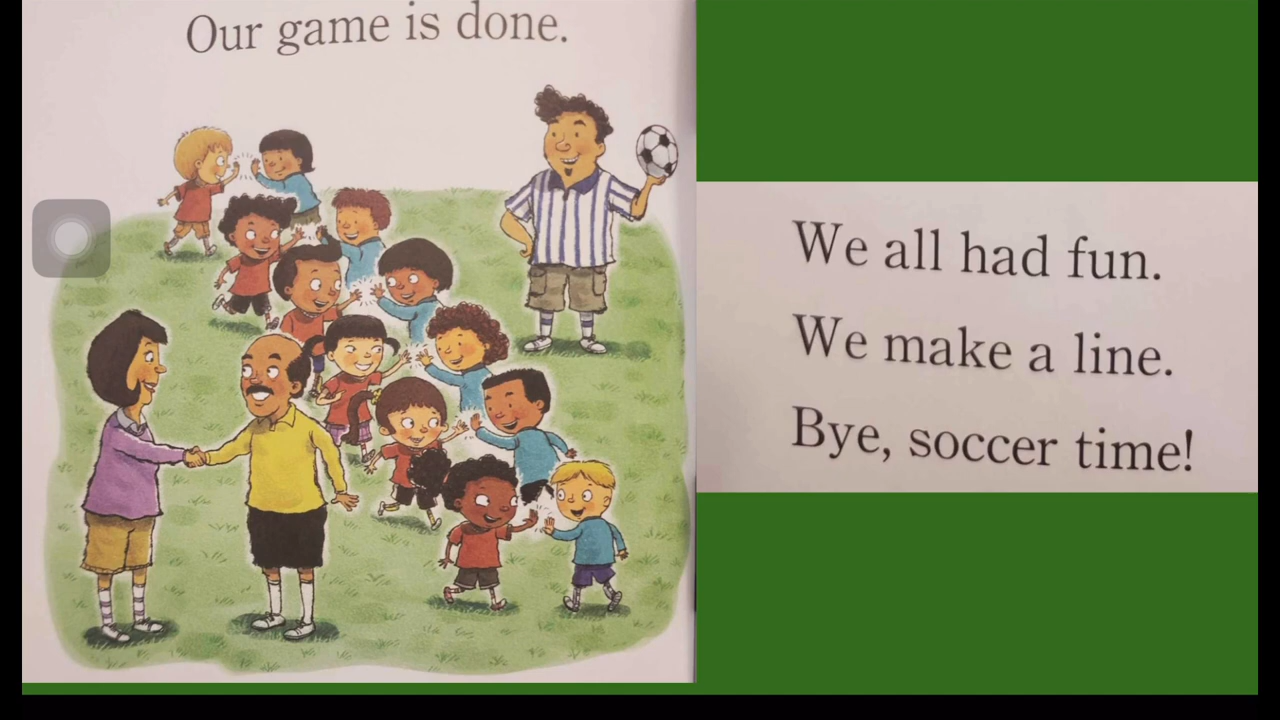 Our game is done.
We all had fun.
We make a line.
Bye, soccer time!